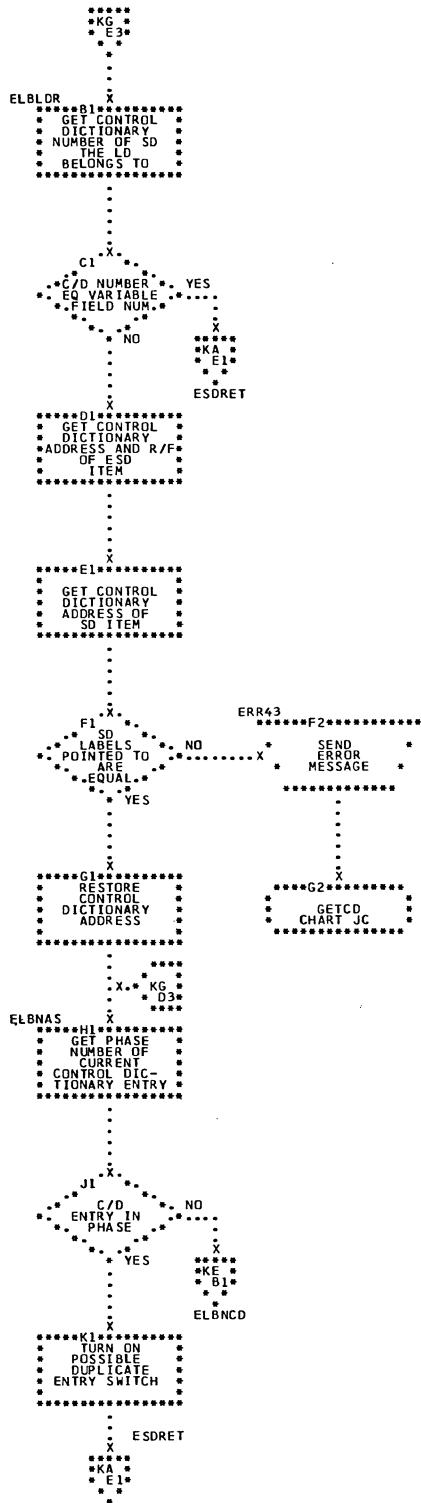 KG
E3
ELBLDR
B1
GET CONTROL
DICTIONARY
NUMBER OF SD
THE LD
BELONGS TO
C1
C/D NUMBER
EQ VARIABLE
FIELD NUM
YES
NO
KA
E1
ESDRET
D1
GET CONTROL
DICTIONARY
ADDRESS AND R/F
OF ESD
ITEM
E1
GET CONTROL
DICTIONARY
ADDRESS OF
SD ITEM
F1
SD
LABELS
POINTED TO
ARE
EQUAL
NO
YES
ERR43
F2
SEND
ERROR
MESSAGE
G1
RESTORE
CONTROL
DICTIONARY
ADDRESS
G2
GETCD
CHART JC
KG
D3
ELBNAS
H1
GET PHASE
NUMBER OF
CURRENT
CONTROL DIC-
TIONARY ENTRY
J1
C/D
ENTRY IN
PHASE
NO
YES
KE
B1
ELBNCD
K1
TURN ON
POSSIBLE
DUPLICATE
ENTRY SWITCH
ESDRET
KA
E1